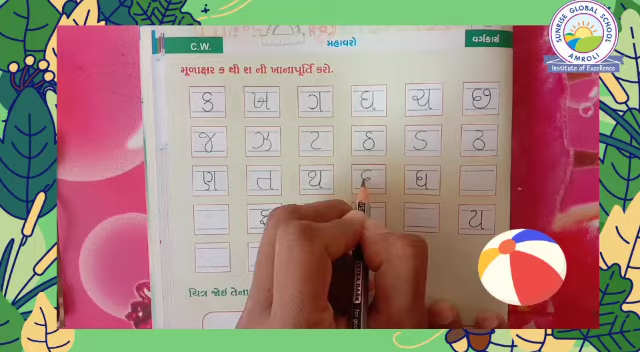 C.W. મહાવરો વર્ગકાર્ય
SUNRISE GLOBAL SCHOOL
AMROLI
Institute of Excellence
મૂળાક્ષર ક થી જ્ઞ ની ખાનાપૂર્તિ કરો.
ક ખ ગ ઘ ચ છ
જ ઝ ટ ઠ ડ ઢ
ણ ત થ દ ધ
ય
ચિત્ર જોઈ તેના